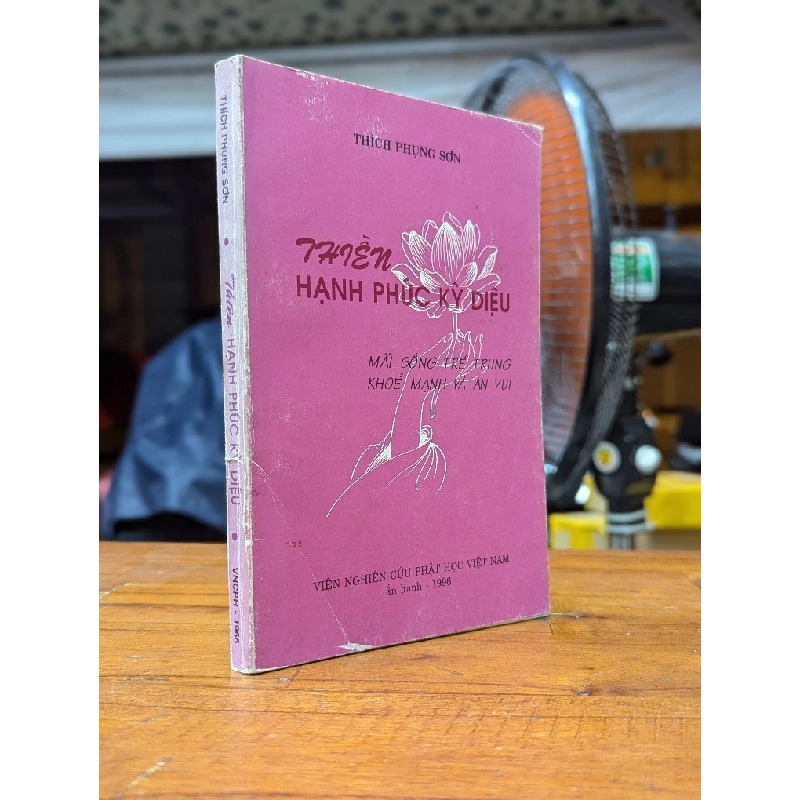 THÍCH PHỤNG SƠN
THIỀN
HẠNH PHÚC KỲ DIỆU
MÃI SỐNG TRẺ TRUNG
KHOẺ MẠNH VÀ AN VUI
VIỆN NGHIÊN CỨU PHẬT HỌC VIỆT NAM
ấn hành - 1996
THÍCH PHỤNG SƠN • Thiền HẠNH PHÚC KỲ DIỆU • VNCPH - 1996